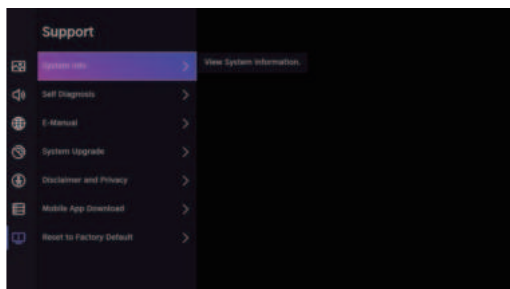 Support
System Info
View System Information.
Self Diagnosis
E-Manual
System Upgrade
Disclaimer and Privacy
Mobile App Download
Reset to Factory Default